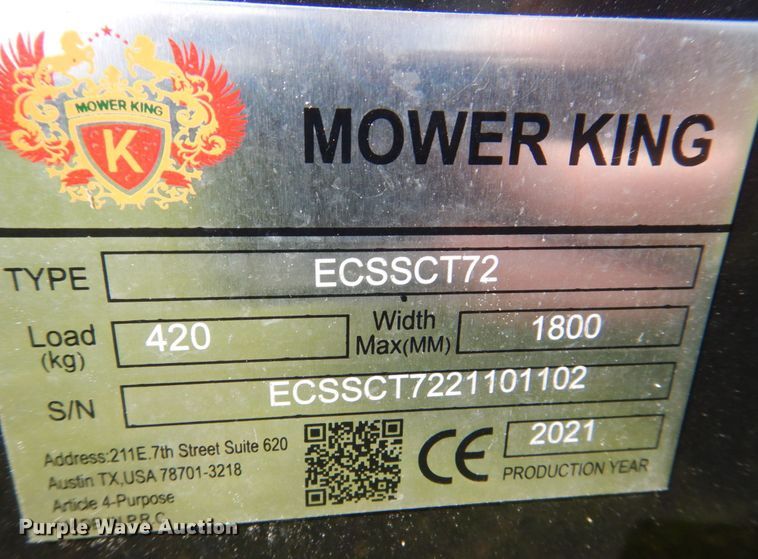 MOWER KING
K
MOWER KING
TYPE ECSSCT72
Load (kg) 420 Width Max(MM) 1800
S/N ECSSCT7221101102
Address:211E.7th Street Suite 620
Austin TX,USA 78701-3218
Article 4-Purpose
P.R.C
CE
2021
PRODUCTION YEAR
Purple Wave Auction